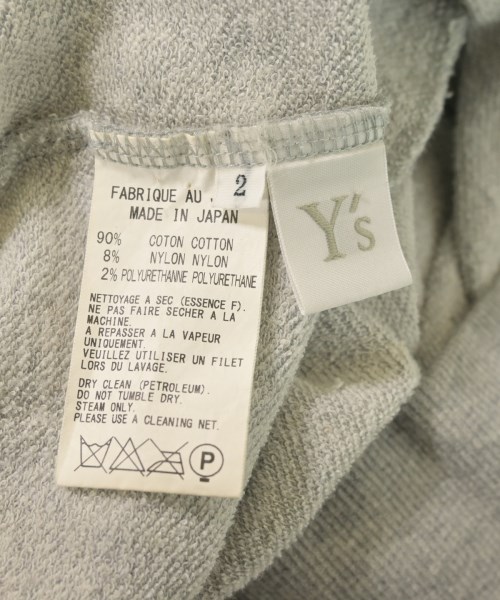 2
FABRIQUE AU
MADE IN JAPAN
Y's
90% COTON COTTON
8% NYLON NYLON
2% POLYURETHANNE POLYURETHANE
NETTOYAGE A SEC (ESSENCE F).
NE PAS FAIRE SECHER A LA
MACHINE.
A REPASSER A LA VAPEUR
UNIQUEMENT.
VEUILLEZ UTILISER UN FILET
LORS DU LAVAGE.
DRY CLEAN (PETROLEUM).
DO NOT TUMBLE DRY.
STEAM ONLY.
PLEASE USE A CLEANING NET.
P